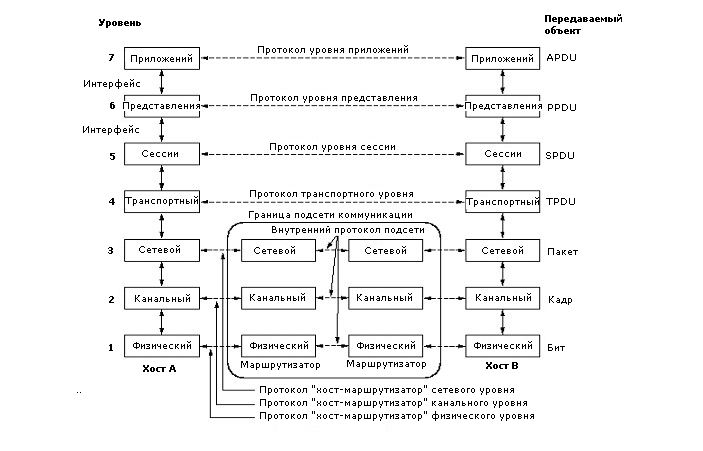 Уровень
Передаваемый
объект
7 Приложений Протокол уровня приложений Приложений APDU
Интерфейс
6 Представления Протокол уровня представления Представления PPDU
Интерфейс
5 Сессии Протокол уровня сессии Сессии SPDU
4 Транспортный Протокол транспортного уровня Транспортный TPDU
Граница подсети коммуникации
Внутренний протокол подсети
3 Сетевой Сетевой Сетевой Сетевой Пакет
2 Канальный Канальный Канальный Канальный Кадр
1 Физический Физический Физический Физический Бит
Хост А Маршрутизатор Маршрутизатор Хост В
Протокол "хост-маршрутизатор" сетевого уровня
Протокол "хост-маршрутизатор" канального уровня
Протокол "хост-маршрутизатор" физического уровня
..